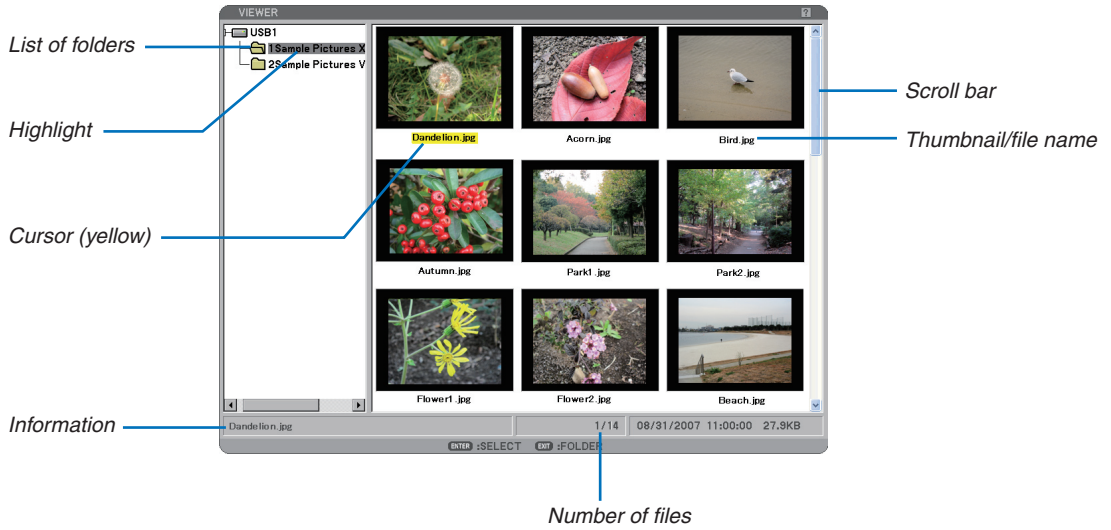 VIEWER ?
USB1
1Sample Pictures X
2Sample Pictures V
List of folders
Highlight
Cursor (yellow)
Information
Dandelion.jpg Acorn.jpg Bird.jpg
Autumn.jpg Park1.jpg Park2.jpg
Flower1.jpg Flower2.jpg Beach.jpg
Scroll bar
Thumbnail/file name
Dandelion.jpg 1/14 08/31/2007 11:00:00 27.9KB
ENTER :SELECT EXIT :FOLDER
Number of files